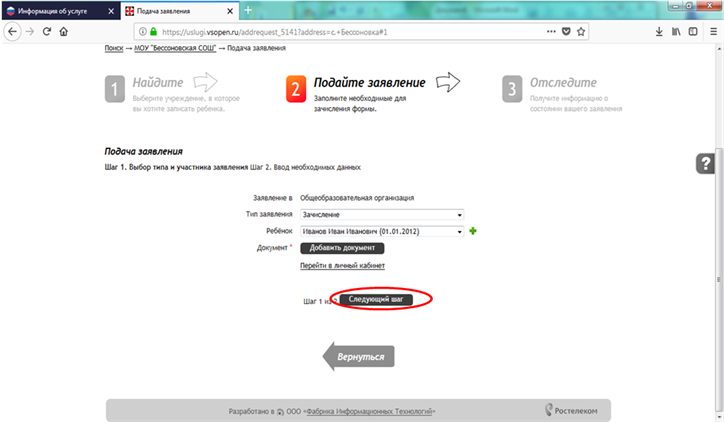 Информация об услуге
Подача заявления
https://uslugi.vsopen.ru/addrequest_5141?address=с.+Бессоновка#1
Поиск → МОУ "Бессоновская СОШ" → Подача заявления
1 Найдите
Выберите учреждение, в которое
вы хотите записать ребенка.
2 Подайте заявление
Заполните необходимые для
зачисления формы.
3 Отследите
Получите информацию о
состоянии вашего заявления
?
Подача заявления
Шаг 1. Выбор типа и участника заявления Шаг 2. Ввод необходимых данных
Заявление в Общеобразовательная организация
Тип заявления Зачисление
Ребёнок Иванов Иван Иванович (01.01.2012)
Документ * Добавить документ
Перейти в личный кабинет
Шаг 1 из 2 Следующий шаг
Вернуться
Разработано в ООО «Фабрика Информационных Технологий»
Ростелеком